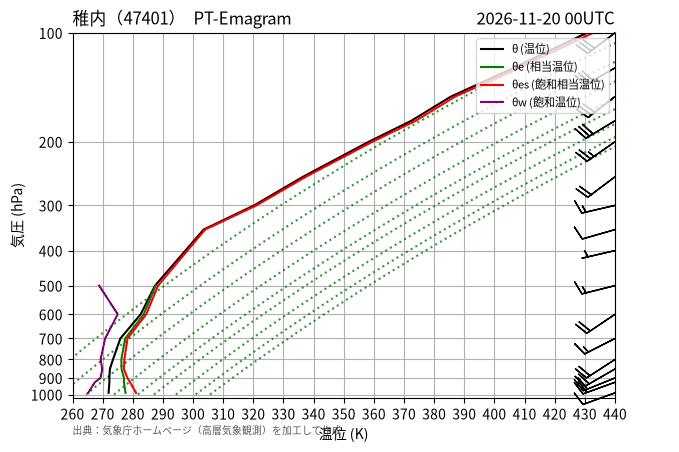 稚内（47401） PT-Emagram 2026-11-20 00UTC
θ (温位)
θe (相当温位)
θes (飽和相当温位)
θw (飽和温位)
100
200
300
400
500
600
700
800
900
1000
気圧 (hPa)
260 270 280 290 300 310 320 330 340 350 360 370 380 390 400 410 420 430 440
温位 (K)
出典：気象庁ホームページ（高層気象観測）を加工して